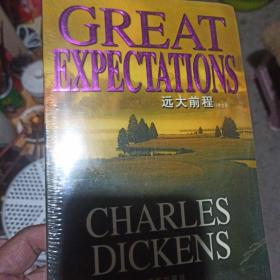 GREAT
EXPECTATIONS
远大前程
CHARLES
DICKENS